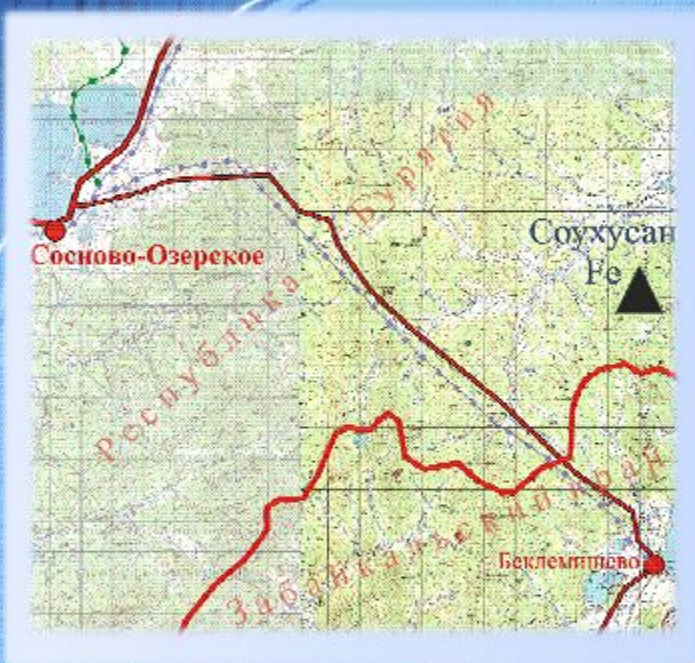 Республика Бурятия
Соухусан
Fe
Сосново-Озерское
Забайкальский край
Беклемишево